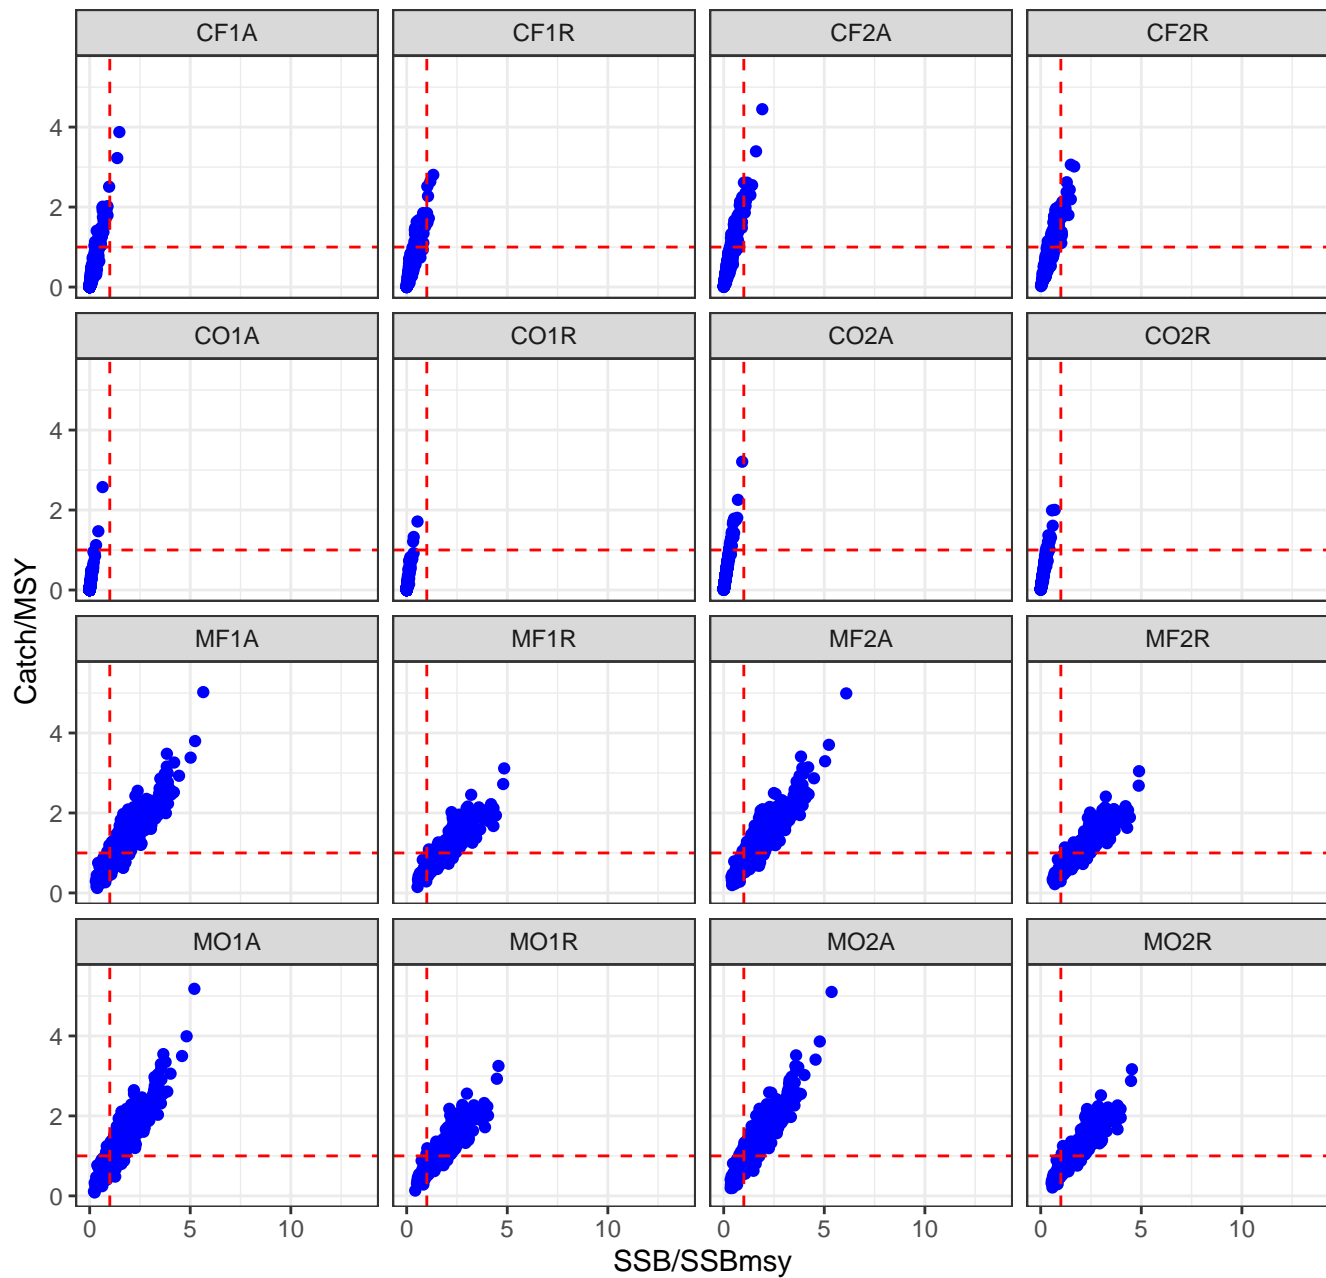 CF1A CF1R CF2A CF2R
4
2
0
CO1A CO1R CO2A CO2R
4
2
0
MF1A MF1R MF2A MF2R
4
2
0
MO1A MO1R MO2A MO2R
4
2
0
0 5 10 0 5 10 0 5 10 0 5 10
SSB/SSBmsy
Catch/MSY